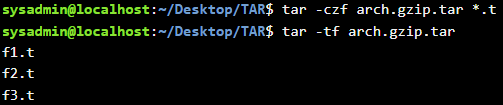 sysadmin@localhost:~/Desktop/TAR$ tar -czf arch.gzip.tar *.t
sysadmin@localhost:~/Desktop/TAR$ tar -tf arch.gzip.tar
f1.t
f2.t
f3.t